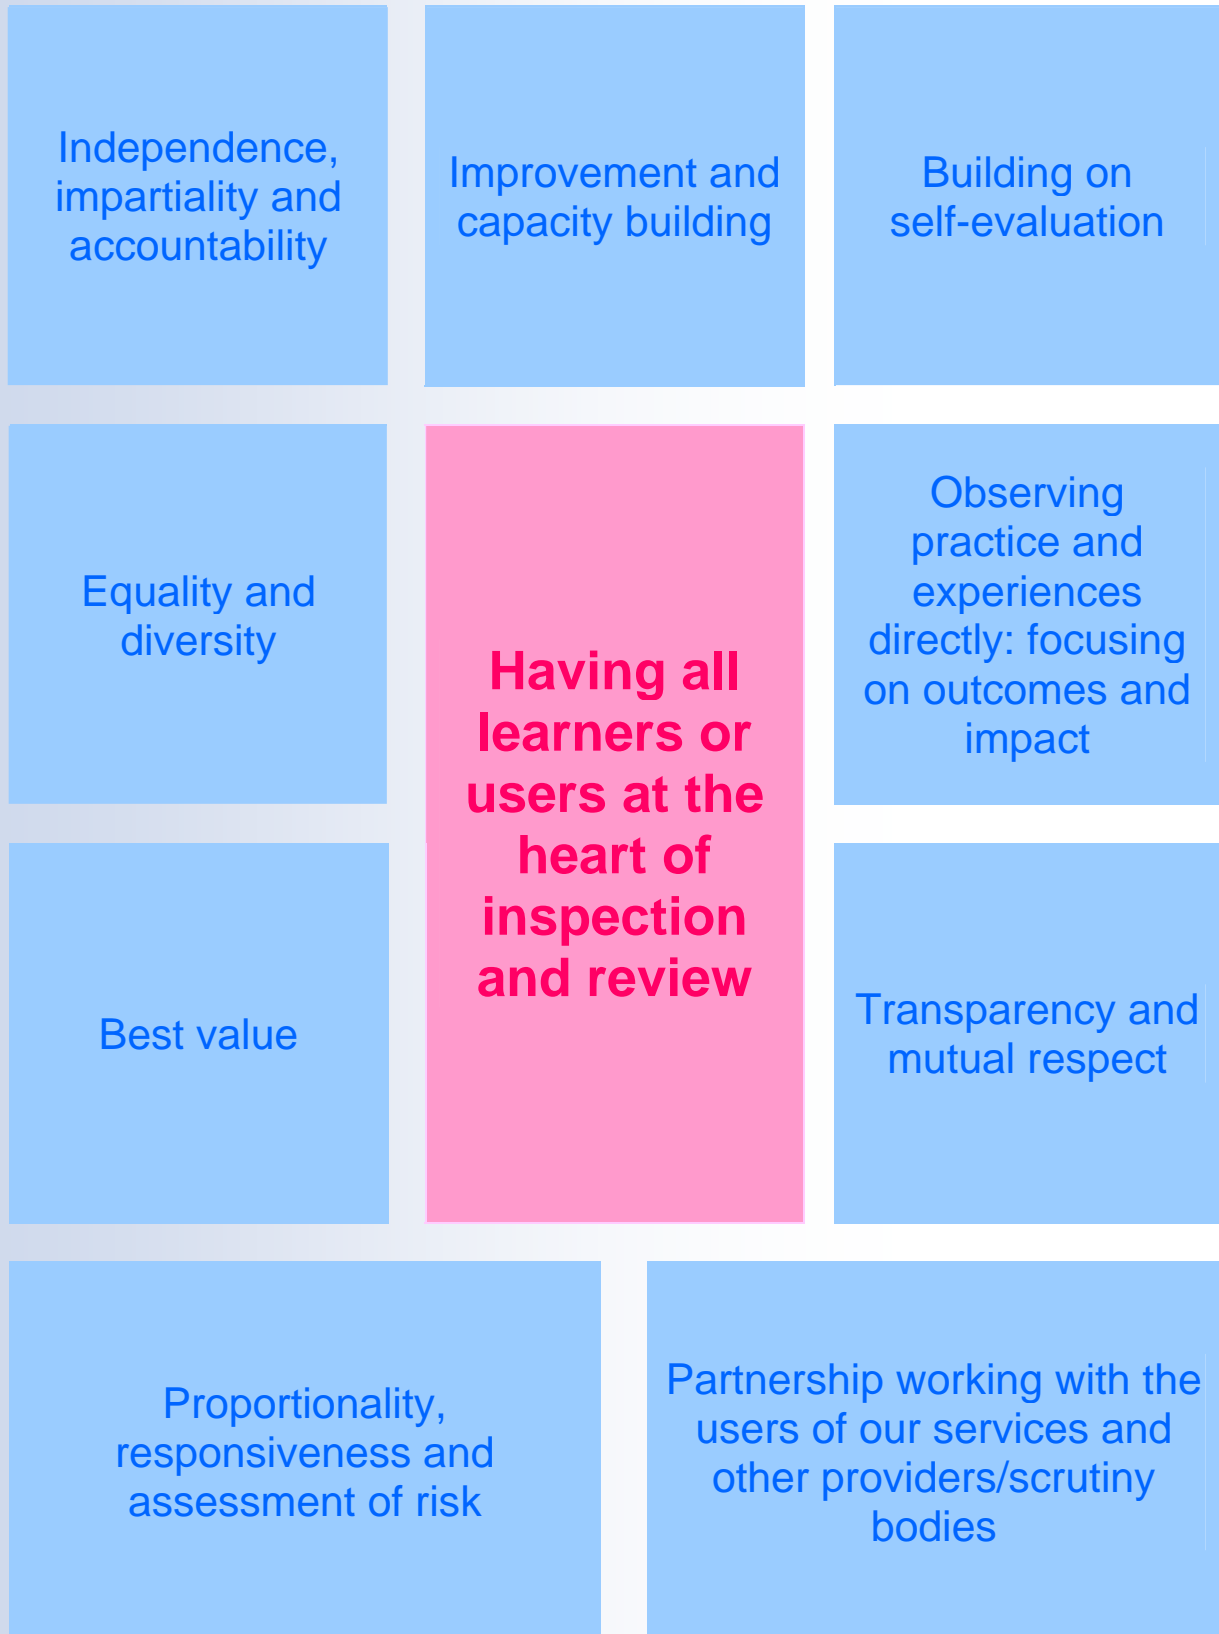 Independence,
impartiality and
accountability
Improvement and
capacity building
Building on
self-evaluation
Equality and
diversity
Having all
learners or
users at the
heart of
inspection
and review
Observing
practice and
experiences
directly: focusing
on outcomes and
impact
Best value
Transparency and
mutual respect
Proportionality,
responsiveness and
assessment of risk
Partnership working with the
users of our services and
other providers/scrutiny
bodies